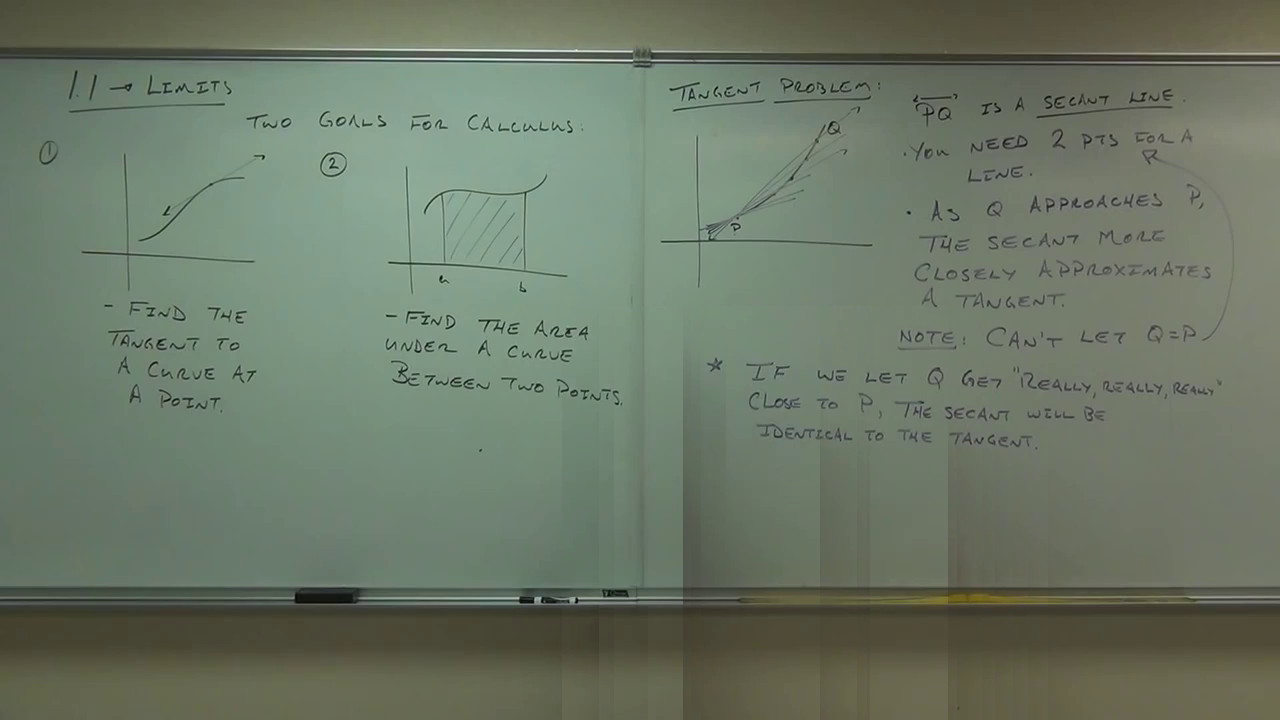 1.1 → LIMITS
TWO GOALS FOR CALCULUS:
①
②
a
b
- FIND THE
TANGENT TO
A CURVE AT
A POINT.
- FIND THE AREA
UNDER A CURVE
BETWEEN TWO POINTS.
TANGENT PROBLEM:
Q
P
PQ IS A SECANT LINE.
• YOU NEED 2 PTS FOR A
LINE.
• AS Q APPROACHES P,
THE SECANT MORE
CLOSELY APPROXIMATES
A TANGENT.
NOTE: CAN'T LET Q=P
* IF WE LET Q GET "REALLY, REALLY, REALLY"
CLOSE TO P, THE SECANT WILL BE
IDENTICAL TO THE TANGENT.